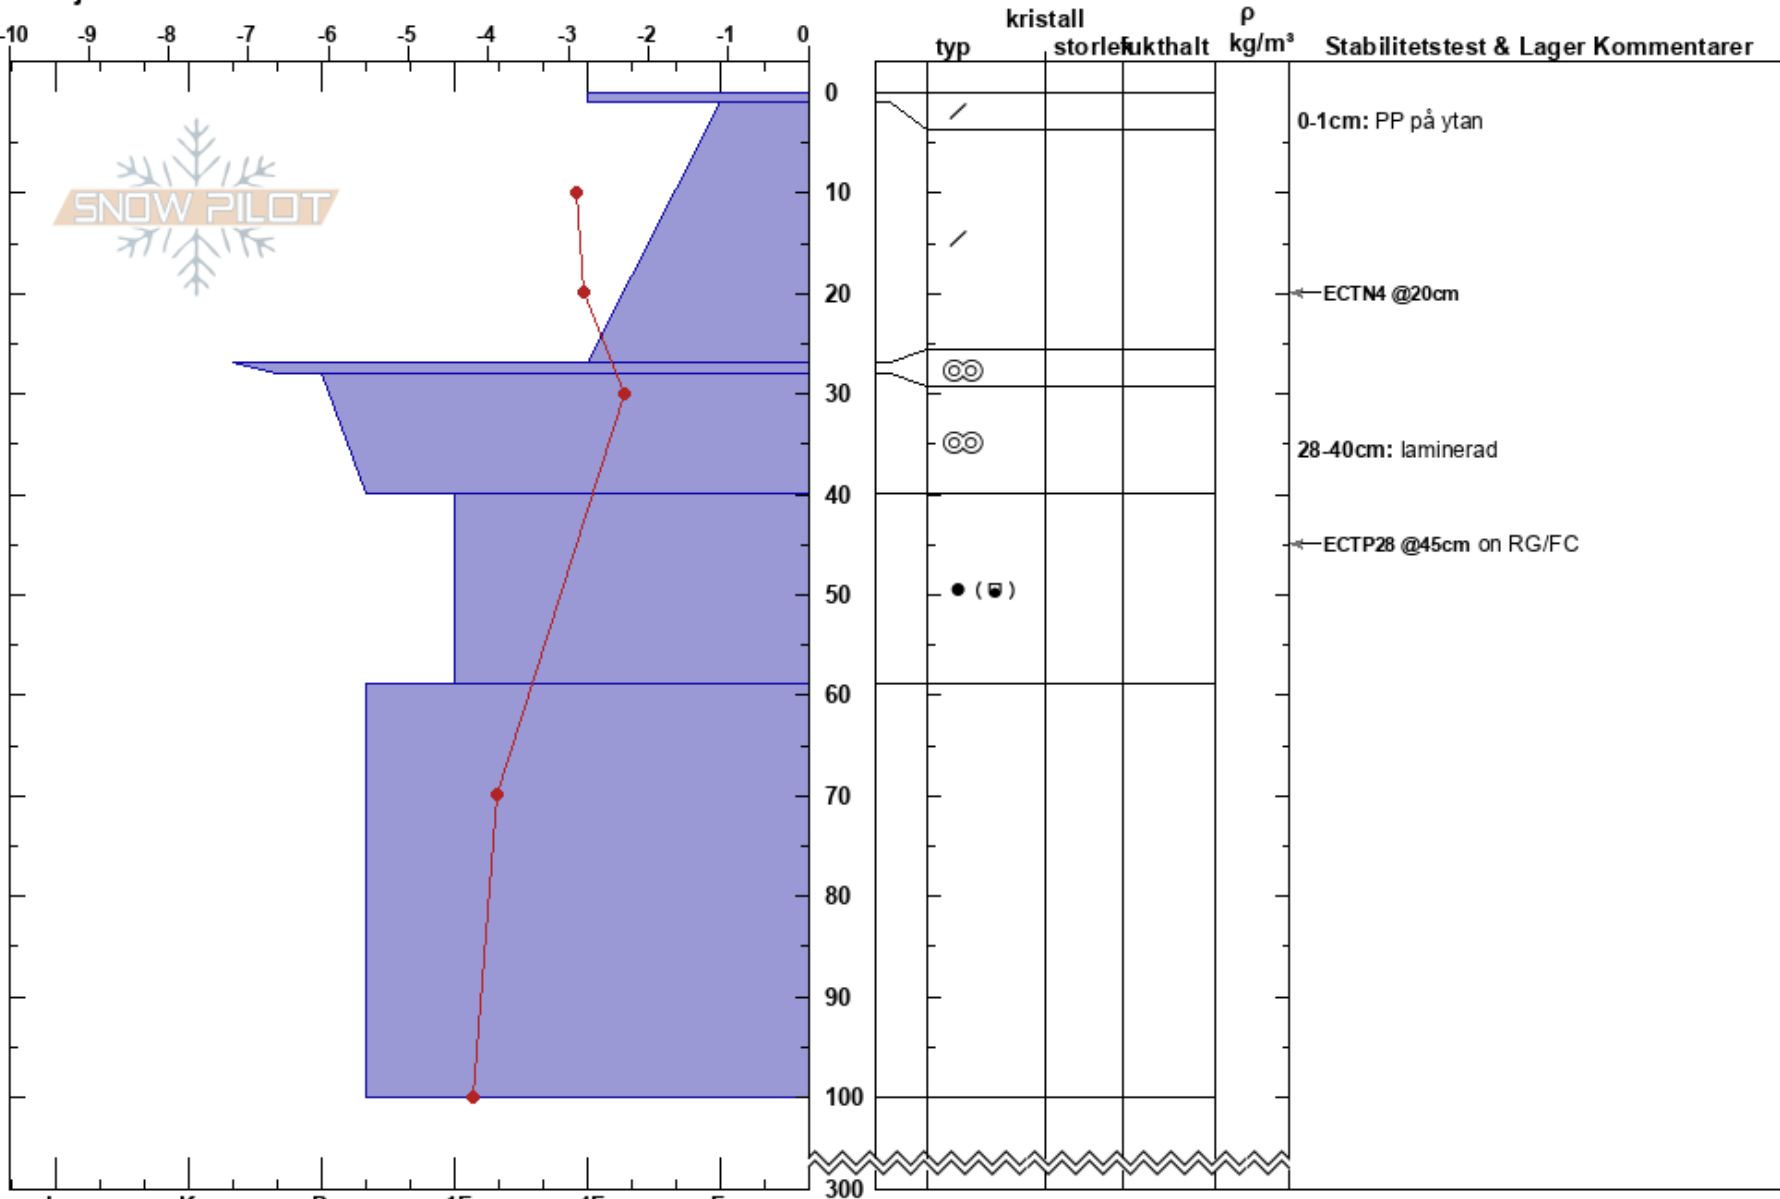 kristall
ρ
-10 -9 -8 -7 -6 -5 -4 -3 -2 -1 0
typ storlek fukthalt kg/m³ Stabilitetstest & Lager Kommentarer
0
0-1cm: PP på ytan
SNOW PILOT
10
20
ECTN4 @20cm
30
28-40cm: laminerad
40
ECTP28 @45cm on RG/FC
50
60
70
80
90
100
300